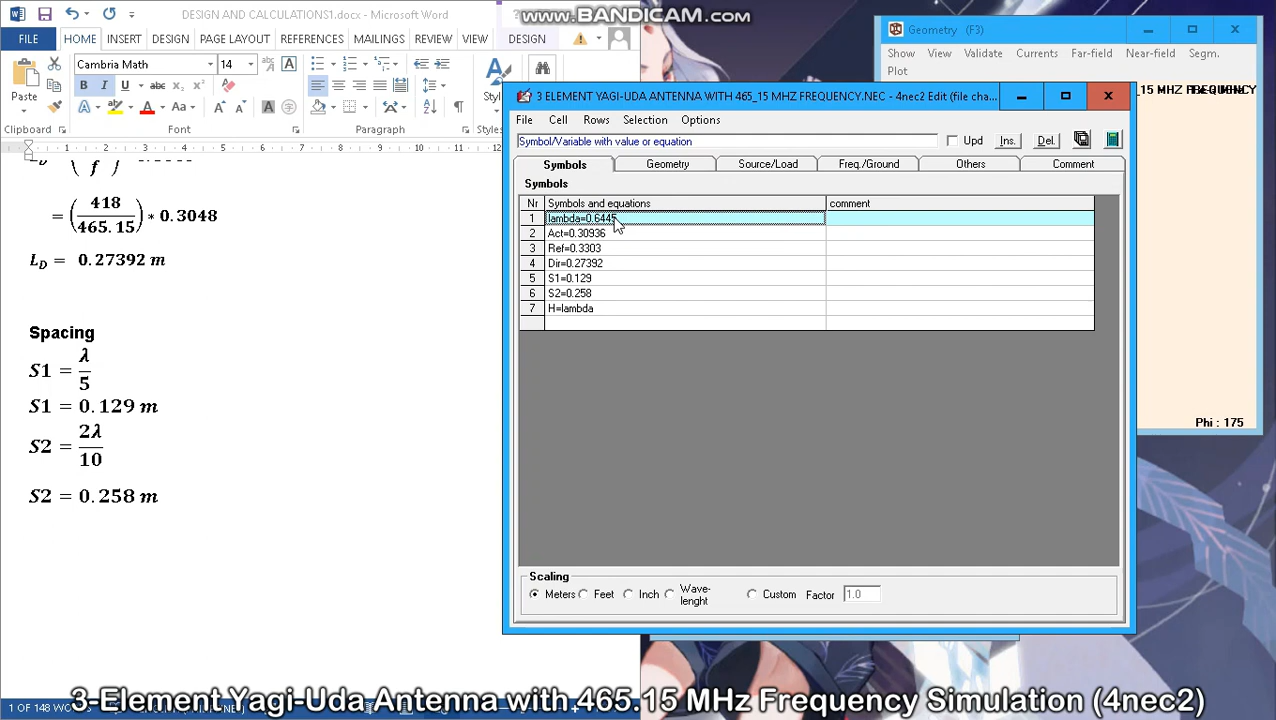 DESIGN AND CALCULATIONS1.docx - Microsoft Word
www.BANDICAM.com
FILE HOME INSERT DESIGN PAGE LAYOUT REFERENCES MAILINGS REVIEW VIEW DESIGN
Cambria Math 14
Paste
Clipboard Font Paragraph Styles
L_D = (f)
= (418/465.15) * 0.3048
L_D = 0.27392 m
Spacing
S1 = λ/5
S1 = 0.129 m
S2 = 2λ/10
S2 = 0.258 m
Geometry (F3)
Show View Validate Currents Far-field Near-field Segm.
Plot
Phi : 175
3 ELEMENT YAGI-UDA ANTENNA WITH 465_15 MHZ FREQUENCY.NEC - 4nec2 Edit (file cha...
File Cell Rows Selection Options
Symbol/Variable with value or equation Upd Ins. Del.
Symbols Geometry Source/Load Freq./Ground Others Comment
Symbols
Nr Symbols and equations comment
1 lambda=0.6445
2 Act=0.30936
3 Ref=0.3303
4 Dir=0.27392
5 S1=0.129
6 S2=0.258
7 H=lambda
Scaling
Meters Feet Inch Wave-lenght Custom Factor 1.0
3-Element Yagi-Uda Antenna with 465.15 MHz Frequency Simulation (4nec2)